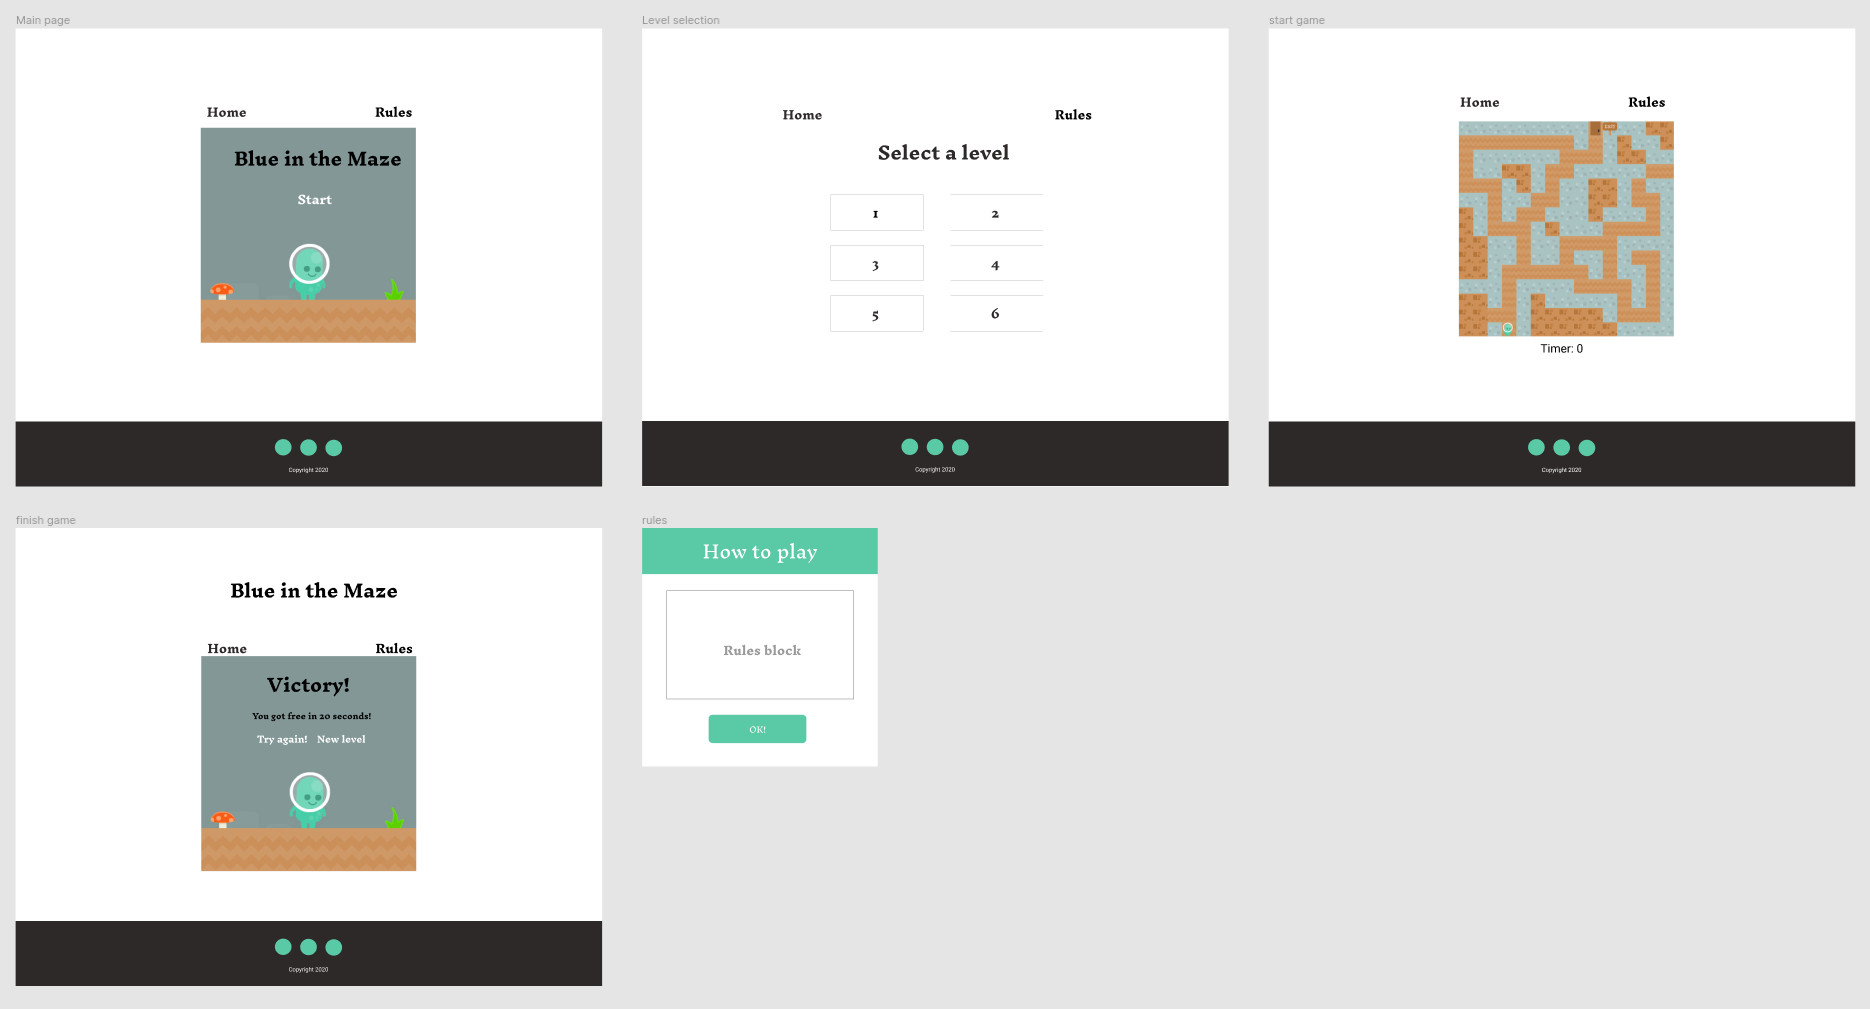 Main page
Home Rules
Blue in the Maze
Start
Copyright 2020
Level selection
Home Rules
Select a level
1 2
3 4
5 6
Copyright 2020
start game
Home Rules
Timer: 0
Copyright 2020
finish game
Blue in the Maze
Home Rules
Victory!
You got free in 20 seconds!
Try again! New level
Copyright 2020
rules
How to play
Rules block
OK!